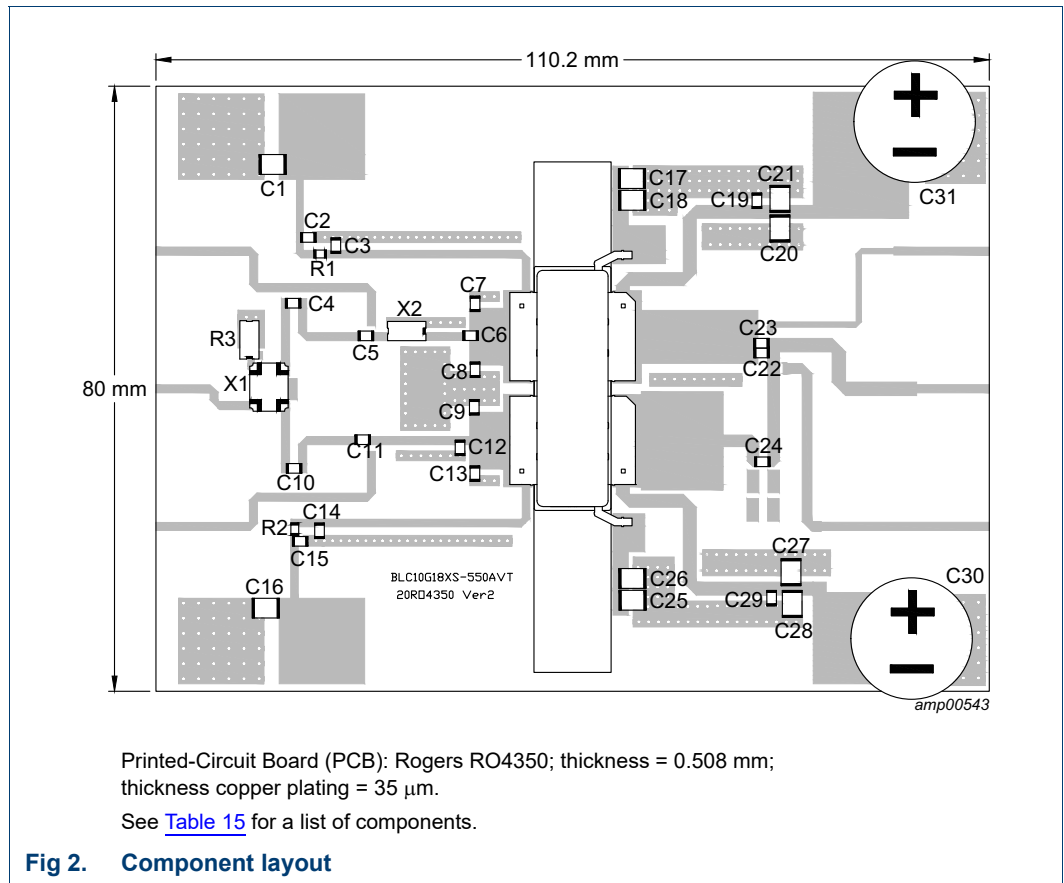 110.2 mm
80 mm
C1
C2
C3
R1
C4
C5
X2
C7
C6
R3
X1
C8
C9
C11
C12
C13
C10
R2
C14
C15
C16
BLC10G18XS-550AVT
20RO4350 Ver2
C17
C18
C19
C21
C20
C31
+
−
C23
C22
C24
C26
C25
C27
C29
C28
C30
+
−
amp00543
Printed-Circuit Board (PCB): Rogers RO4350; thickness = 0.508 mm;
thickness copper plating = 35 μm.
See Table 15 for a list of components.
Fig 2. Component layout